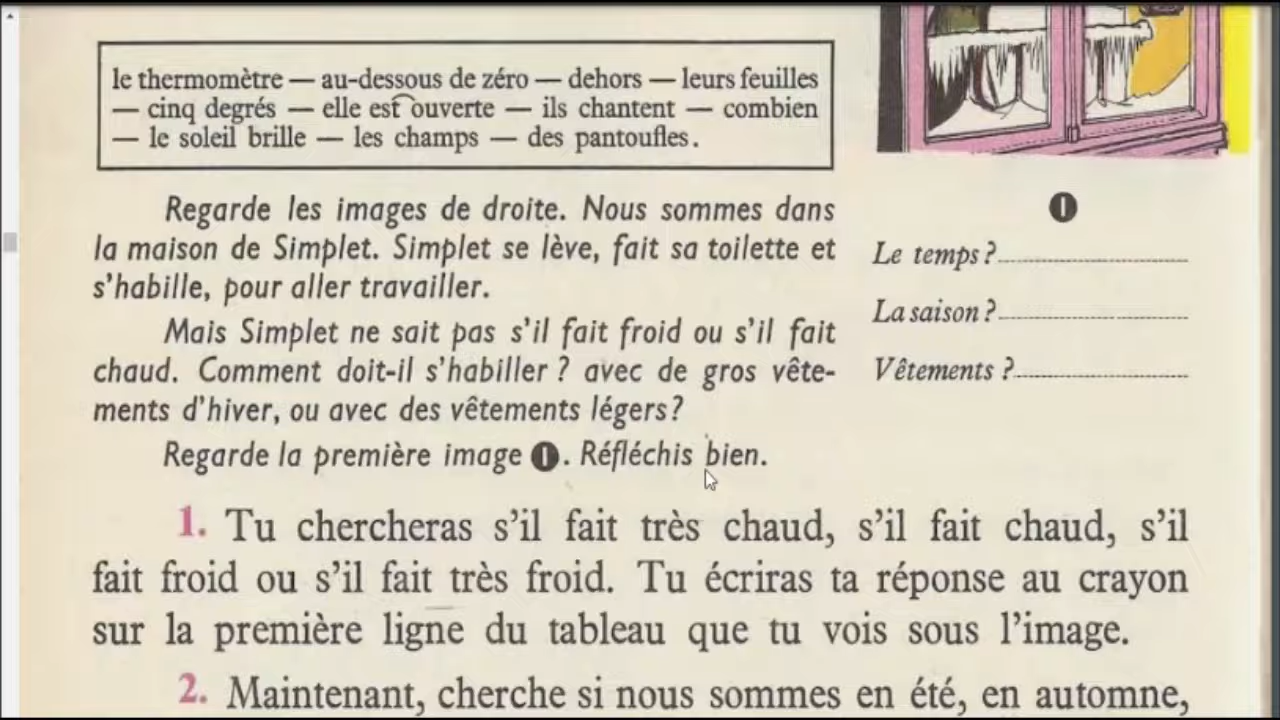 le thermomètre — au-dessous de zéro — dehors — leurs feuilles
— cinq degrés — elle est ouverte — ils chantent — combien
— le soleil brille — les champs — des pantoufles.
Regarde les images de droite. Nous sommes dans
la maison de Simplet. Simplet se lève, fait sa toilette et
s'habille, pour aller travailler.
Mais Simplet ne sait pas s'il fait froid ou s'il fait
chaud. Comment doit-il s'habiller ? avec de gros vête-
ments d'hiver, ou avec des vêtements légers ?
Regarde la première image 1. Réfléchis bien.
1
Le temps ?
La saison ?
Vêtements ?
1. Tu chercheras s'il fait très chaud, s'il fait chaud, s'il
fait froid ou s'il fait très froid. Tu écriras ta réponse au crayon
sur la première ligne du tableau que tu vois sous l'image.
2. Maintenant, cherche si nous sommes en été, en automne,